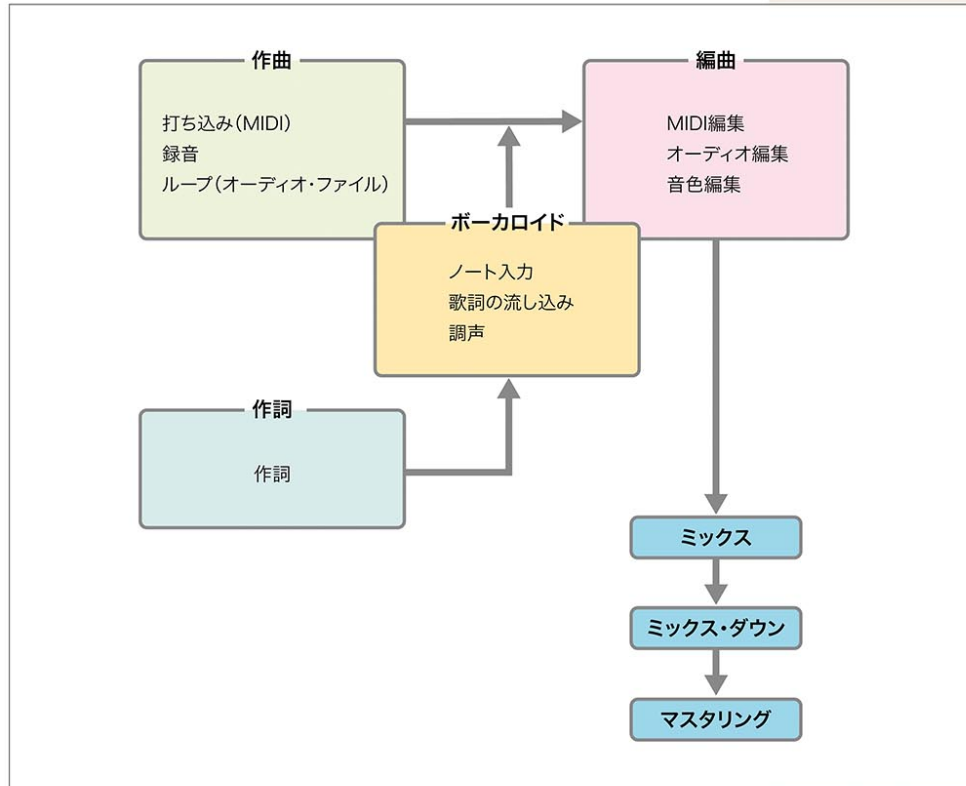 作曲
打ち込み（MIDI）
録音
ループ（オーディオ・ファイル）
編曲
MIDI編集
オーディオ編集
音色編集
ボーカロイド
ノート入力
歌詞の流し込み
調声
作詞
作詞
ミックス
ミックス・ダウン
マスタリング